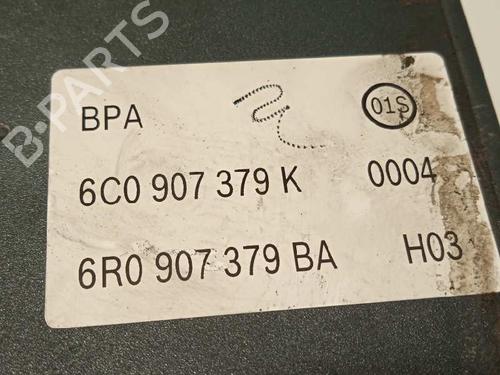 B-PARTS
BPA
01S
6C0 907 379 K 0004
6R0 907 379 BA H03